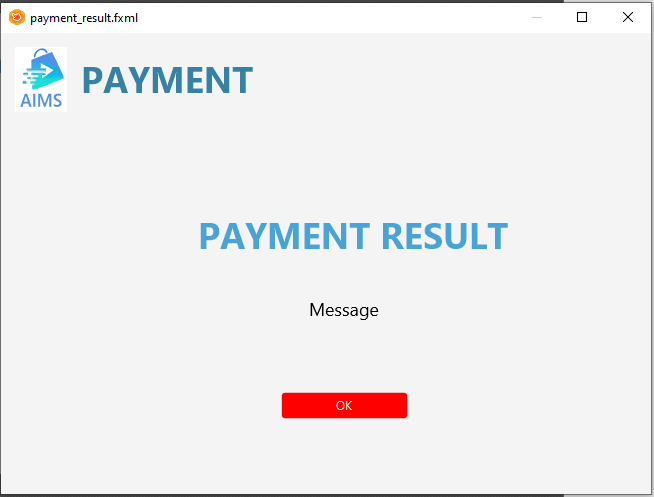 payment_result.fxml
AIMS
PAYMENT
PAYMENT RESULT
Message
OK